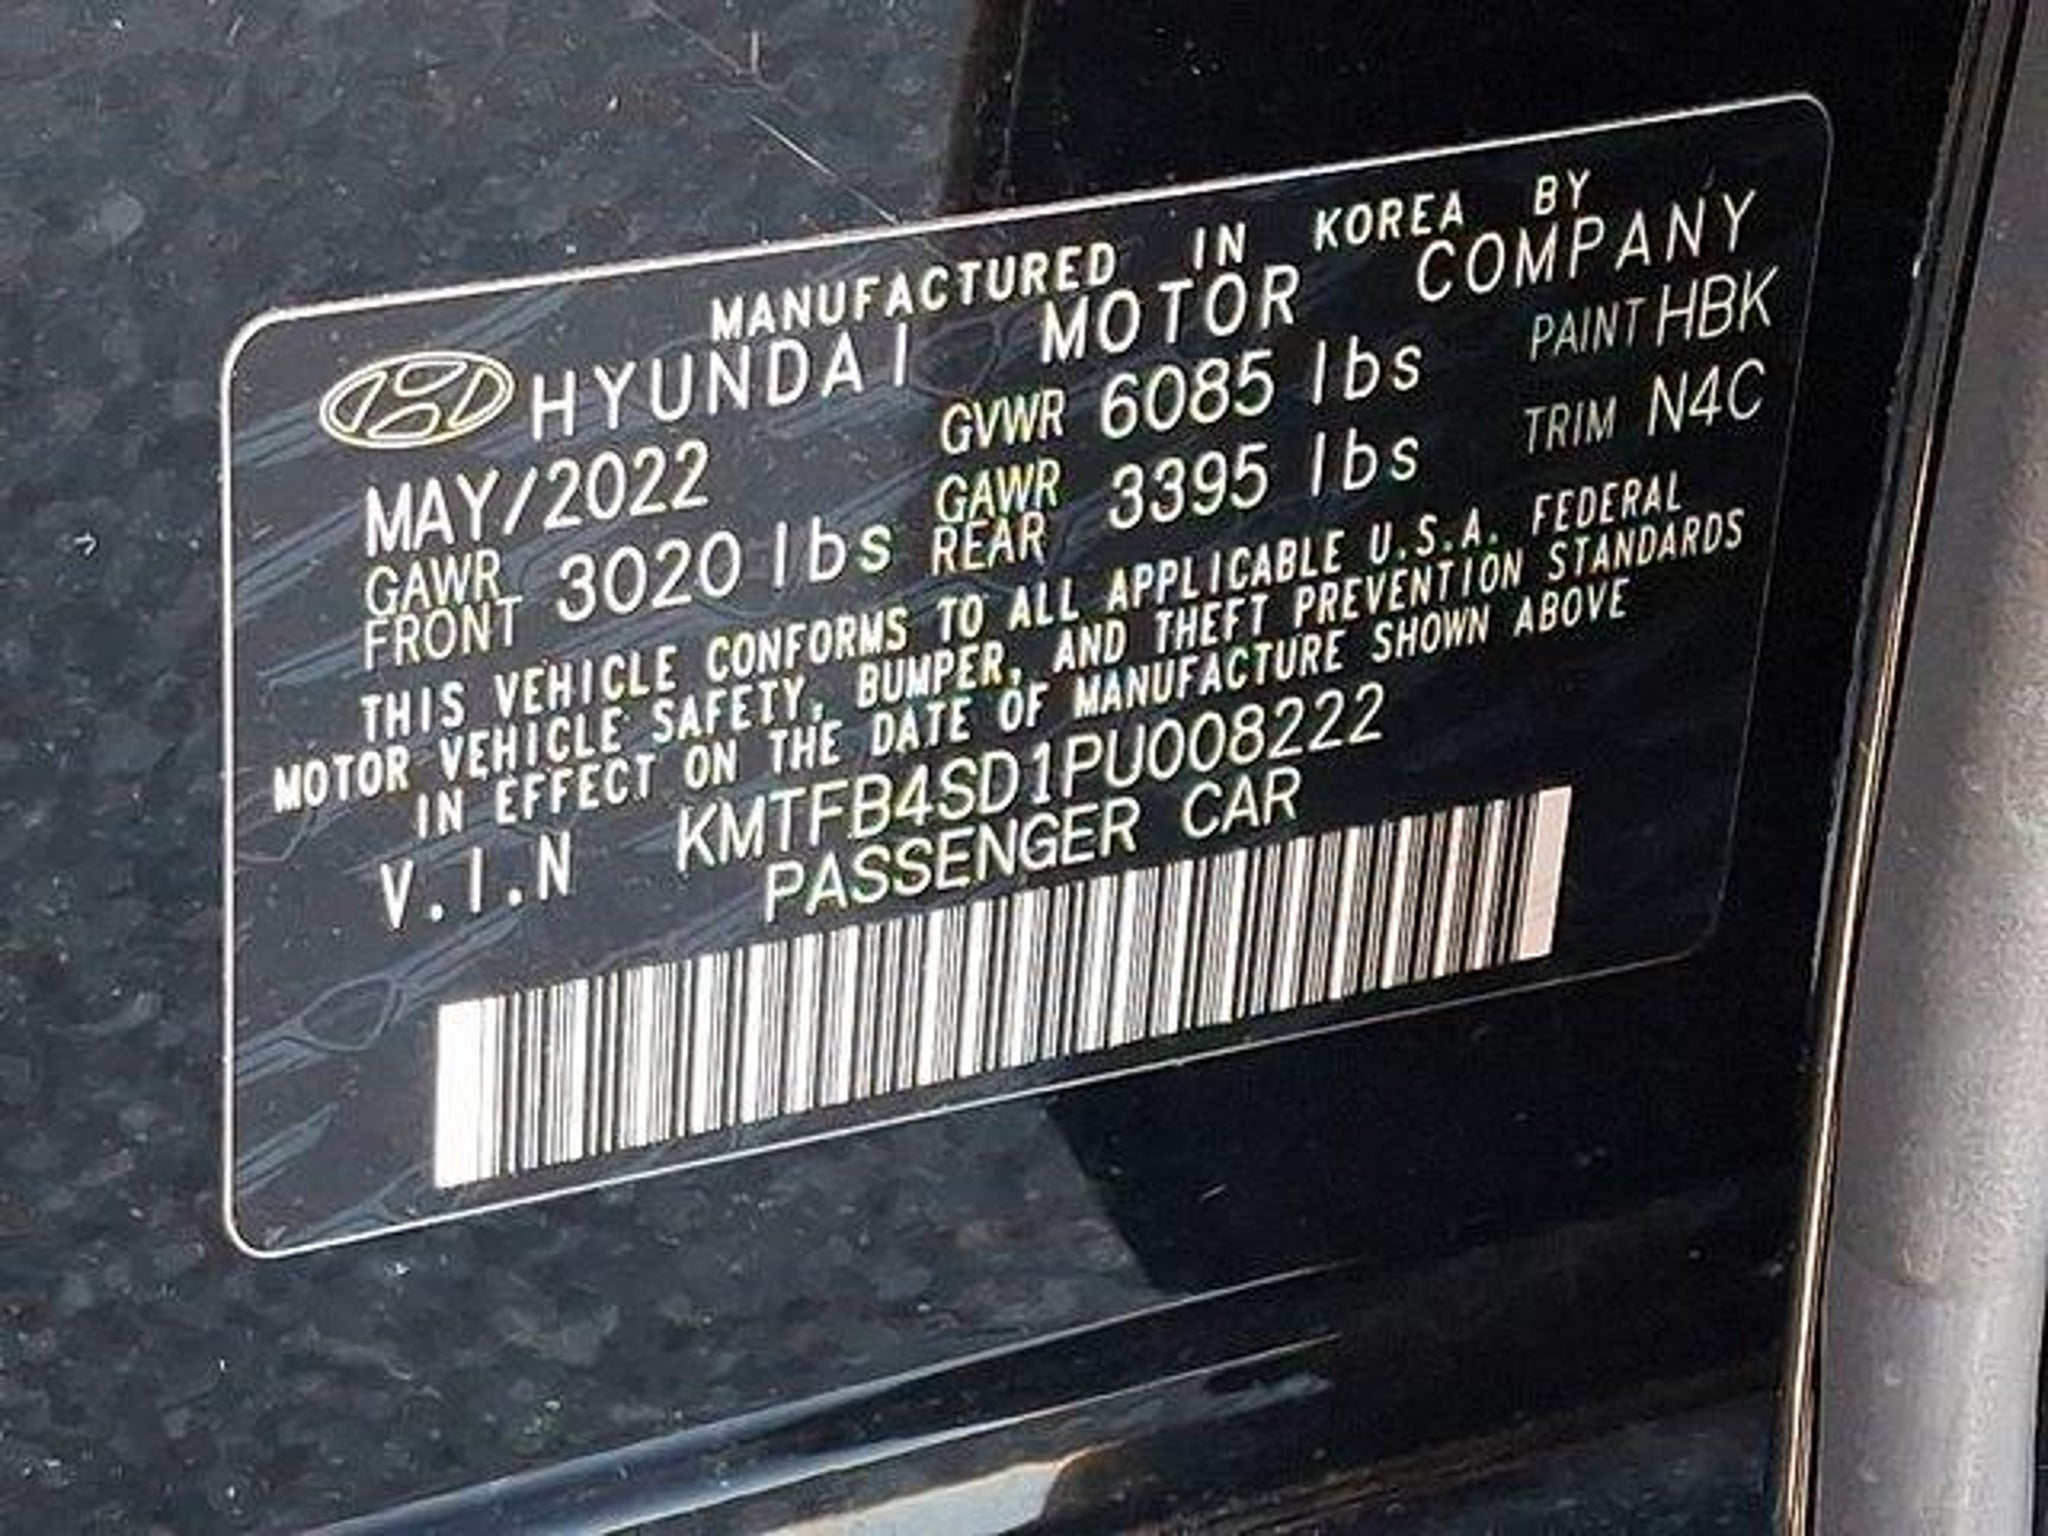 MANUFACTURED IN KOREA BY
HYUNDAI MOTOR COMPANY
MAY/2022 GVWR 6085 lbs PAINT HBK
GAWR FRONT 3020 lbs GAWR REAR 3395 lbs TRIM N4C
THIS VEHICLE CONFORMS TO ALL APPLICABLE U.S.A. FEDERAL
MOTOR VEHICLE SAFETY, BUMPER, AND THEFT PREVENTION STANDARDS
IN EFFECT ON THE DATE OF MANUFACTURE SHOWN ABOVE
V.I.N KMTFB4SD1PU008222
PASSENGER CAR